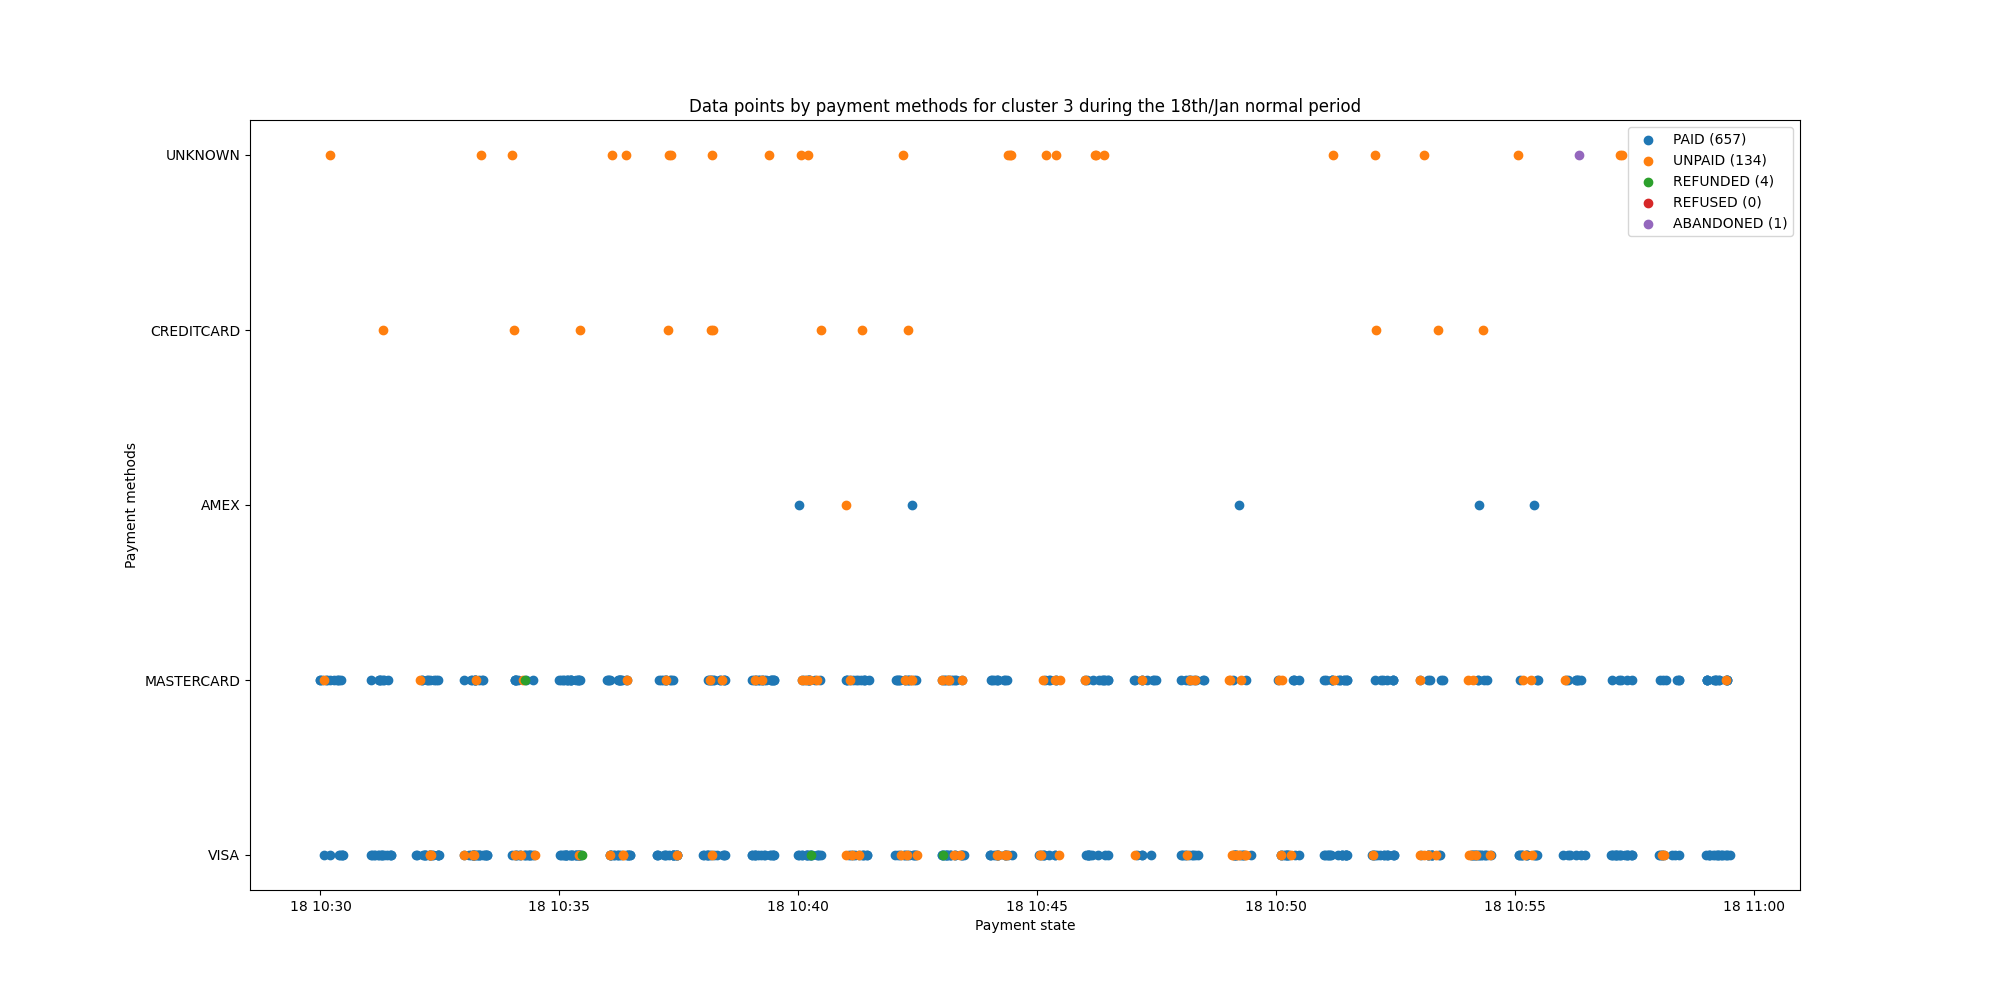 Data points by payment methods for cluster 3 during the 18th/Jan normal period
UNKNOWN
CREDITCARD
AMEX
MASTERCARD
VISA
Payment methods
PAID (657)
UNPAID (134)
REFUNDED (4)
REFUSED (0)
ABANDONED (1)
18 10:30
18 10:35
18 10:40
18 10:45
18 10:50
18 10:55
18 11:00
Payment state